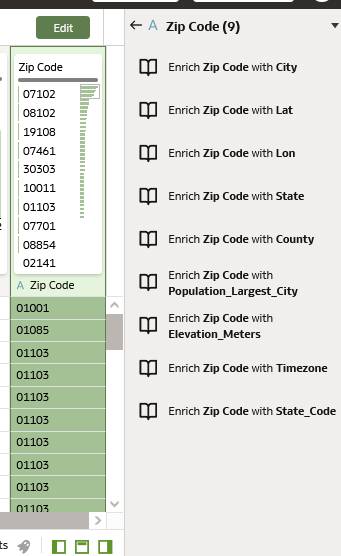 Edit
Zip Code
07102
08102
19108
07461
30303
10011
01103
07701
08854
02141
A Zip Code
01001
01085
01103
01103
01103
01103
01103
01103
01103
01103
ts
A Zip Code (9)
Enrich Zip Code with City
Enrich Zip Code with Lat
Enrich Zip Code with Lon
Enrich Zip Code with State
Enrich Zip Code with County
Enrich Zip Code with
Population_Largest_City
Enrich Zip Code with
Elevation_Meters
Enrich Zip Code with Timezone
Enrich Zip Code with State_Code